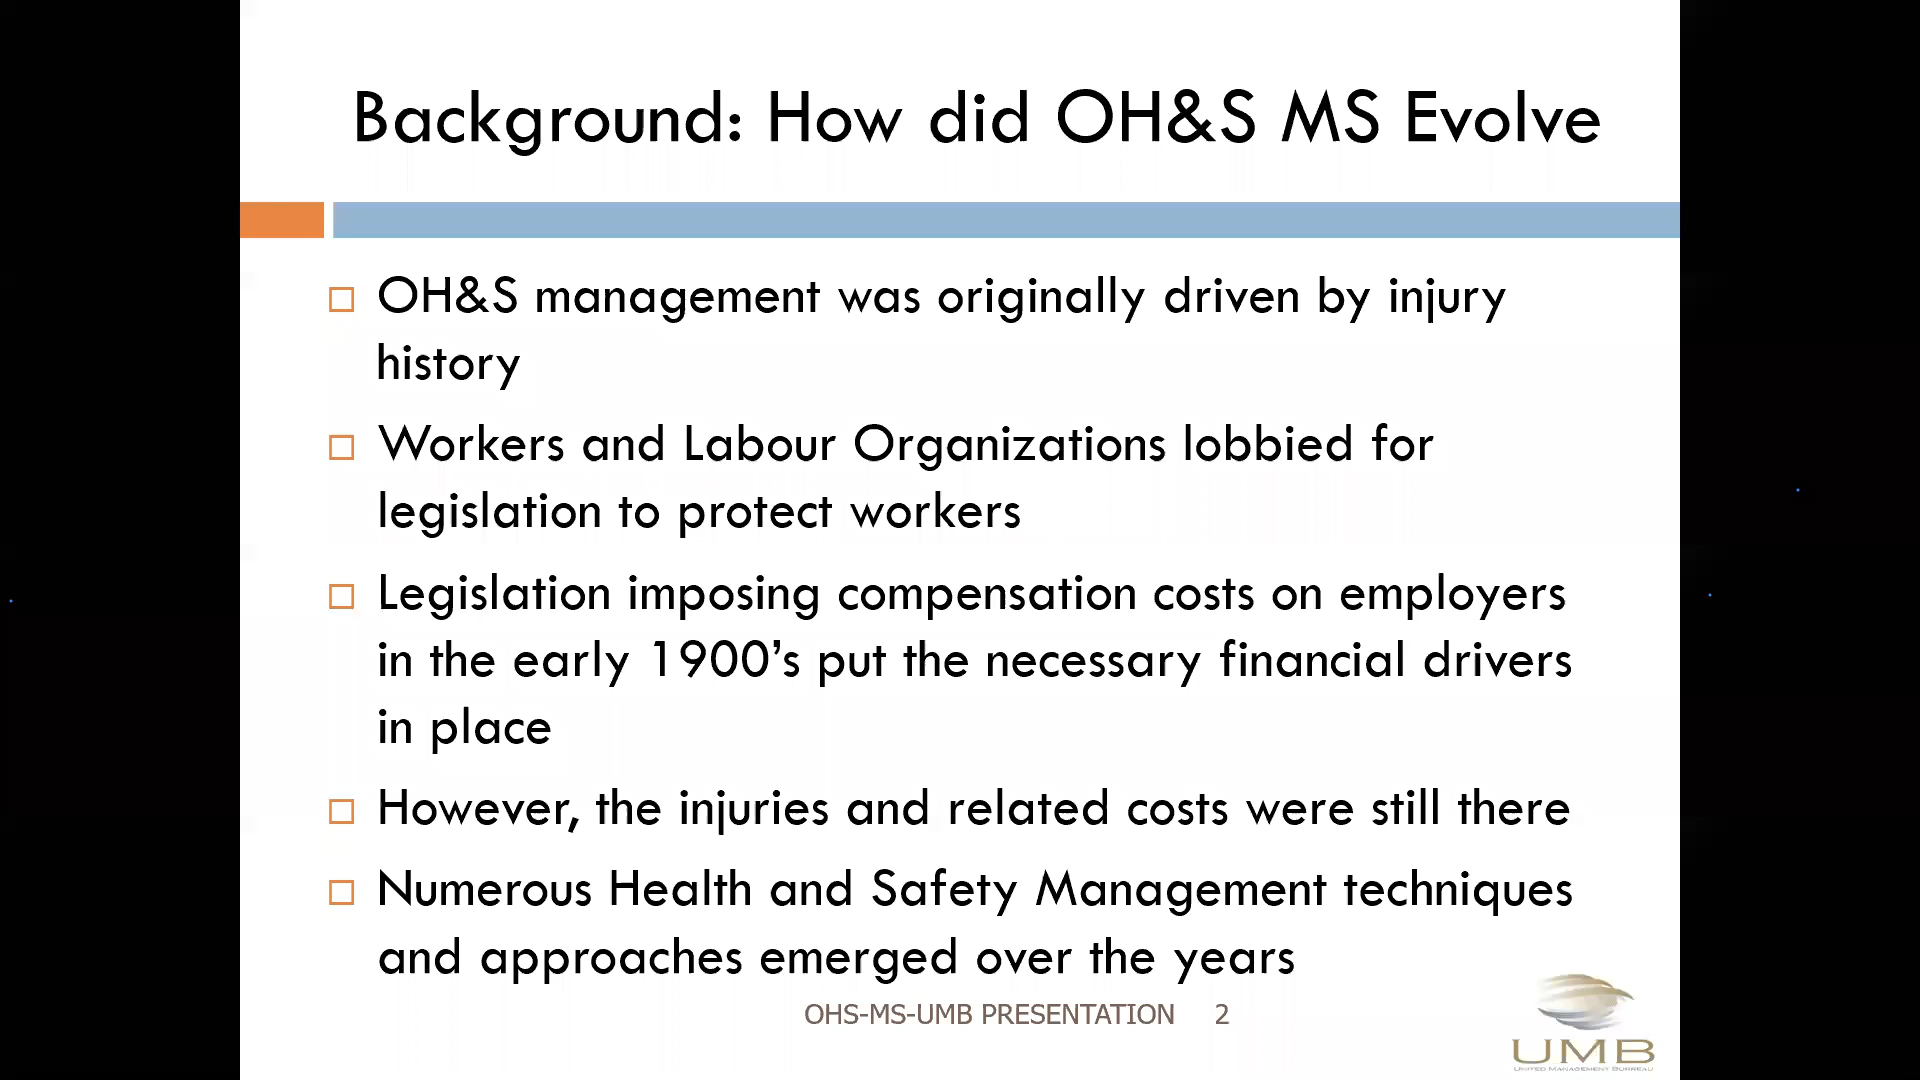 Background: How did OH&S MS Evolve
OH&S management was originally driven by injury
history
Workers and Labour Organizations lobbied for
legislation to protect workers
Legislation imposing compensation costs on employers
in the early 1900’s put the necessary financial drivers
in place
However, the injuries and related costs were still there
Numerous Health and Safety Management techniques
and approaches emerged over the years
OHS-MS-UMB PRESENTATION 2
UMB